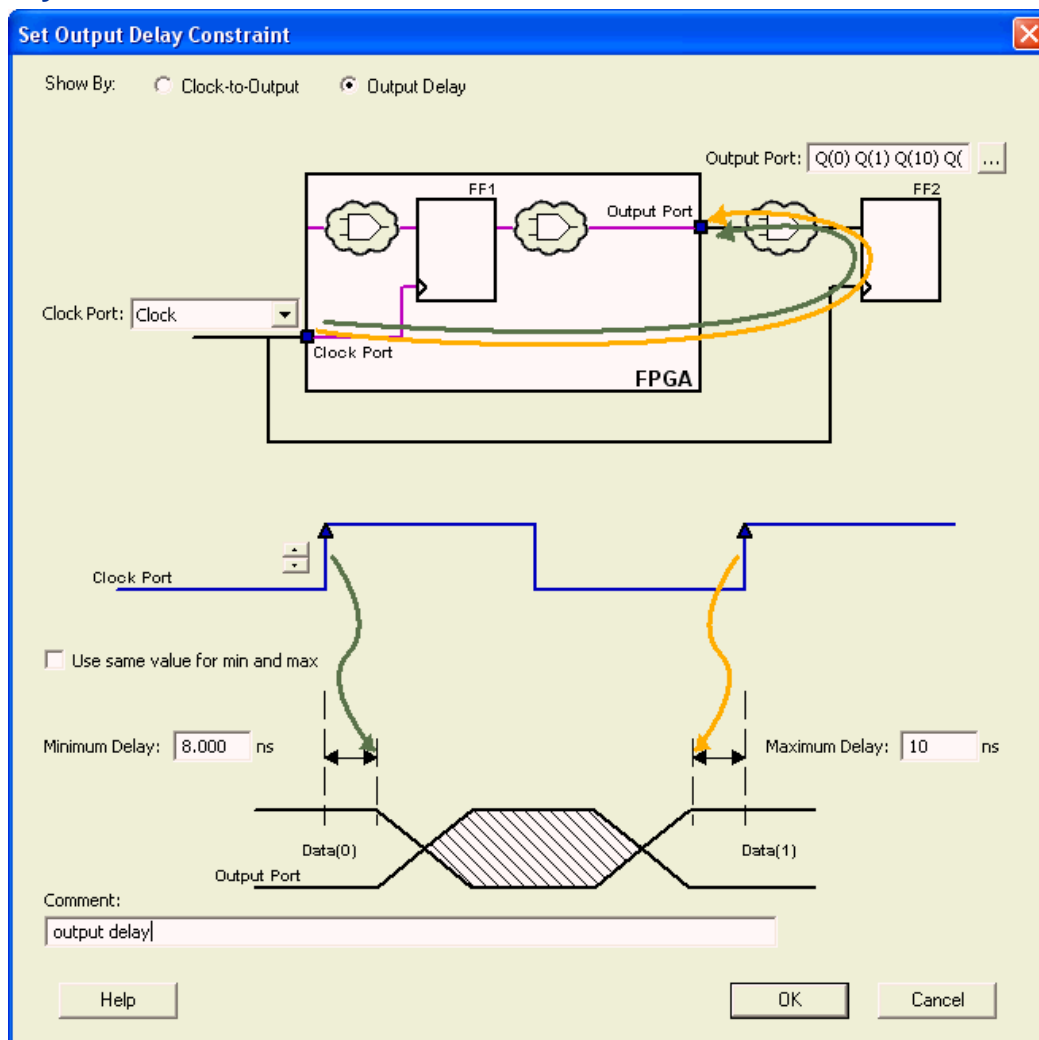 Set Output Delay Constraint
Show By: Clock-to-Output Output Delay
Output Port: Q(0) Q(1) Q(10) Q( ...
FF1 FF2
Output Port
Clock Port: Clock
Clock Port
FPGA
Clock Port
Use same value for min and max
Minimum Delay: 8.000 ns Maximum Delay: 10 ns
Data(0) Data(1)
Output Port
Comment:
output delay
Help OK Cancel